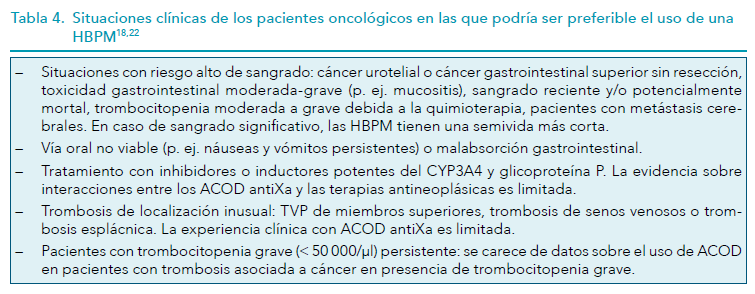 Tabla 4. Situaciones clínicas de los pacientes oncológicos en las que podría ser preferible el uso de una
HBPM18,22
– Situaciones con riesgo alto de sangrado: cáncer urotelial o cáncer gastrointestinal superior sin resección,
toxicidad gastrointestinal moderada-grave (p. ej. mucositis), sangrado reciente y/o potencialmente
mortal, trombocitopenia moderada a grave debida a la quimioterapia, pacientes con metástasis cere-
brales. En caso de sangrado significativo, las HBPM tienen una semivida más corta.
– Vía oral no viable (p. ej. náuseas y vómitos persistentes) o malabsorción gastrointestinal.
– Tratamiento con inhibidores o inductores potentes del CYP3A4 y glicoproteína P. La evidencia sobre
interacciones entre los ACOD antiXa y las terapias antineoplásicas es limitada.
– Trombosis de localización inusual: TVP de miembros superiores, trombosis de senos venosos o trom-
bosis esplácnica. La experiencia clínica con ACOD antiXa es limitada.
– Pacientes con trombocitopenia grave (< 50 000/µl) persistente: se carece de datos sobre el uso de ACOD
en pacientes con trombosis asociada a cáncer en presencia de trombocitopenia grave.